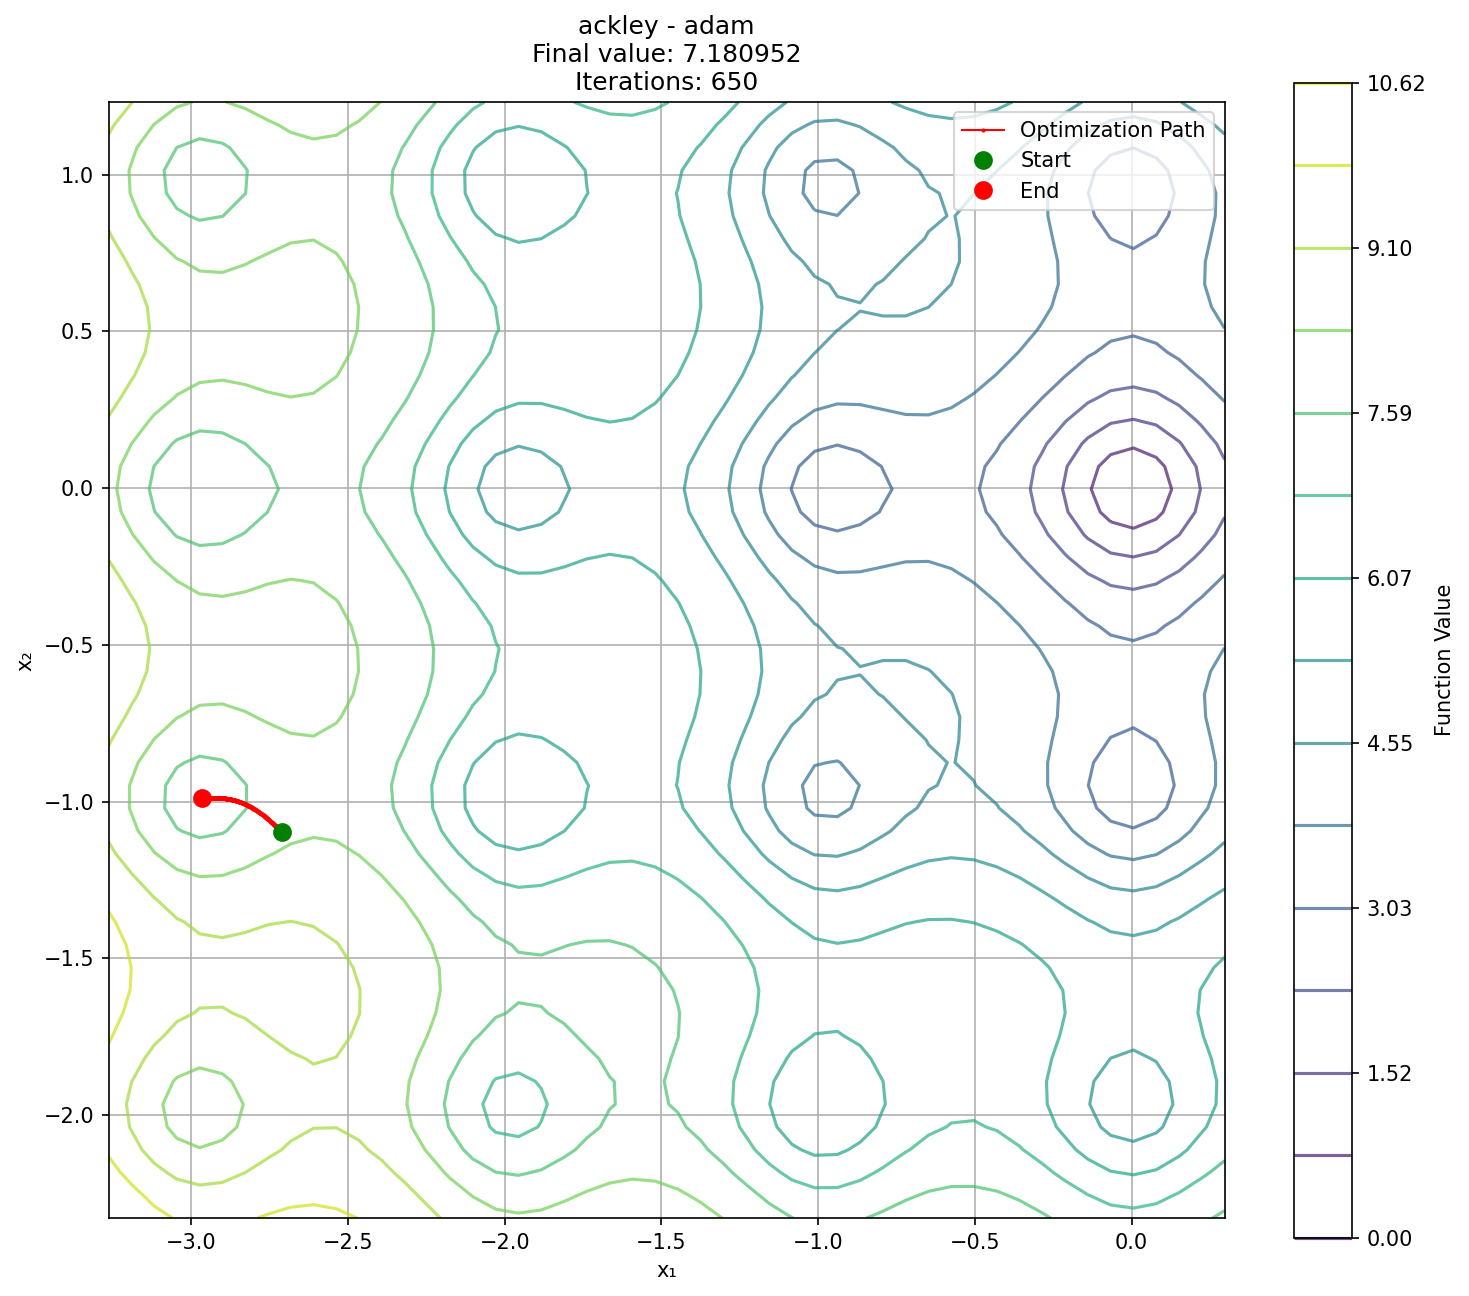 ackley - adam
Final value: 7.180952
Iterations: 650
Optimization Path
Start
End
1.0
0.5
0.0
−0.5
−1.0
−1.5
−2.0
x₂
−3.0
−2.5
−2.0
−1.5
−1.0
−0.5
0.0
x₁
10.62
9.10
7.59
6.07
4.55
3.03
1.52
0.00
Function Value